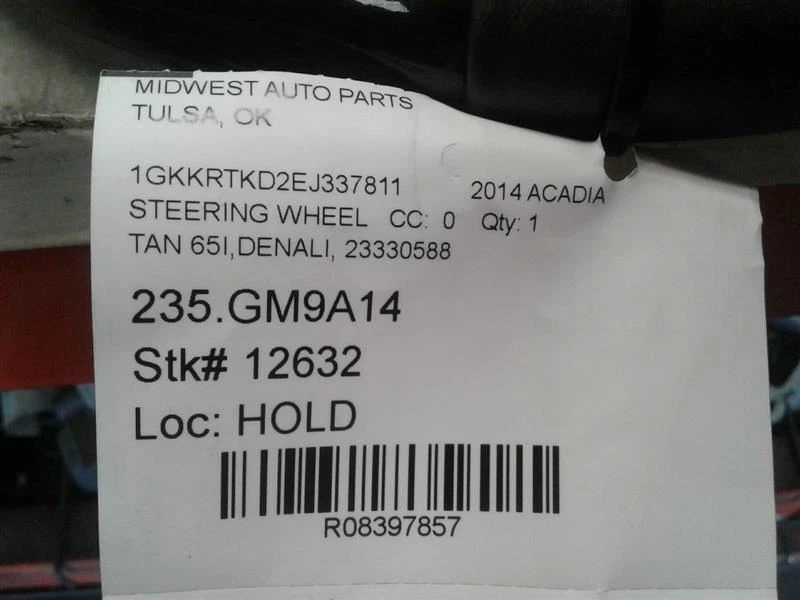 MIDWEST AUTO PARTS
TULSA, OK
1GKKRTKD2EJ337811 2014 ACADIA
STEERING WHEEL CC: 0 Qty: 1
TAN 65I,DENALI, 23330588
235.GM9A14
Stk# 12632
Loc: HOLD
R08397857